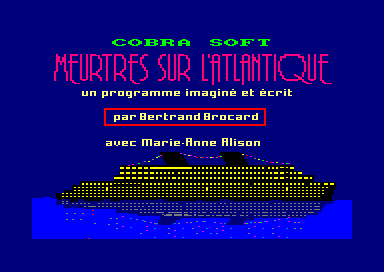 COBRA SOFT
MEURTRES SUR L'ATLANTIQUE
un programme imaginé et écrit
par Bertrand Brocard
avec Marie-Anne Alison